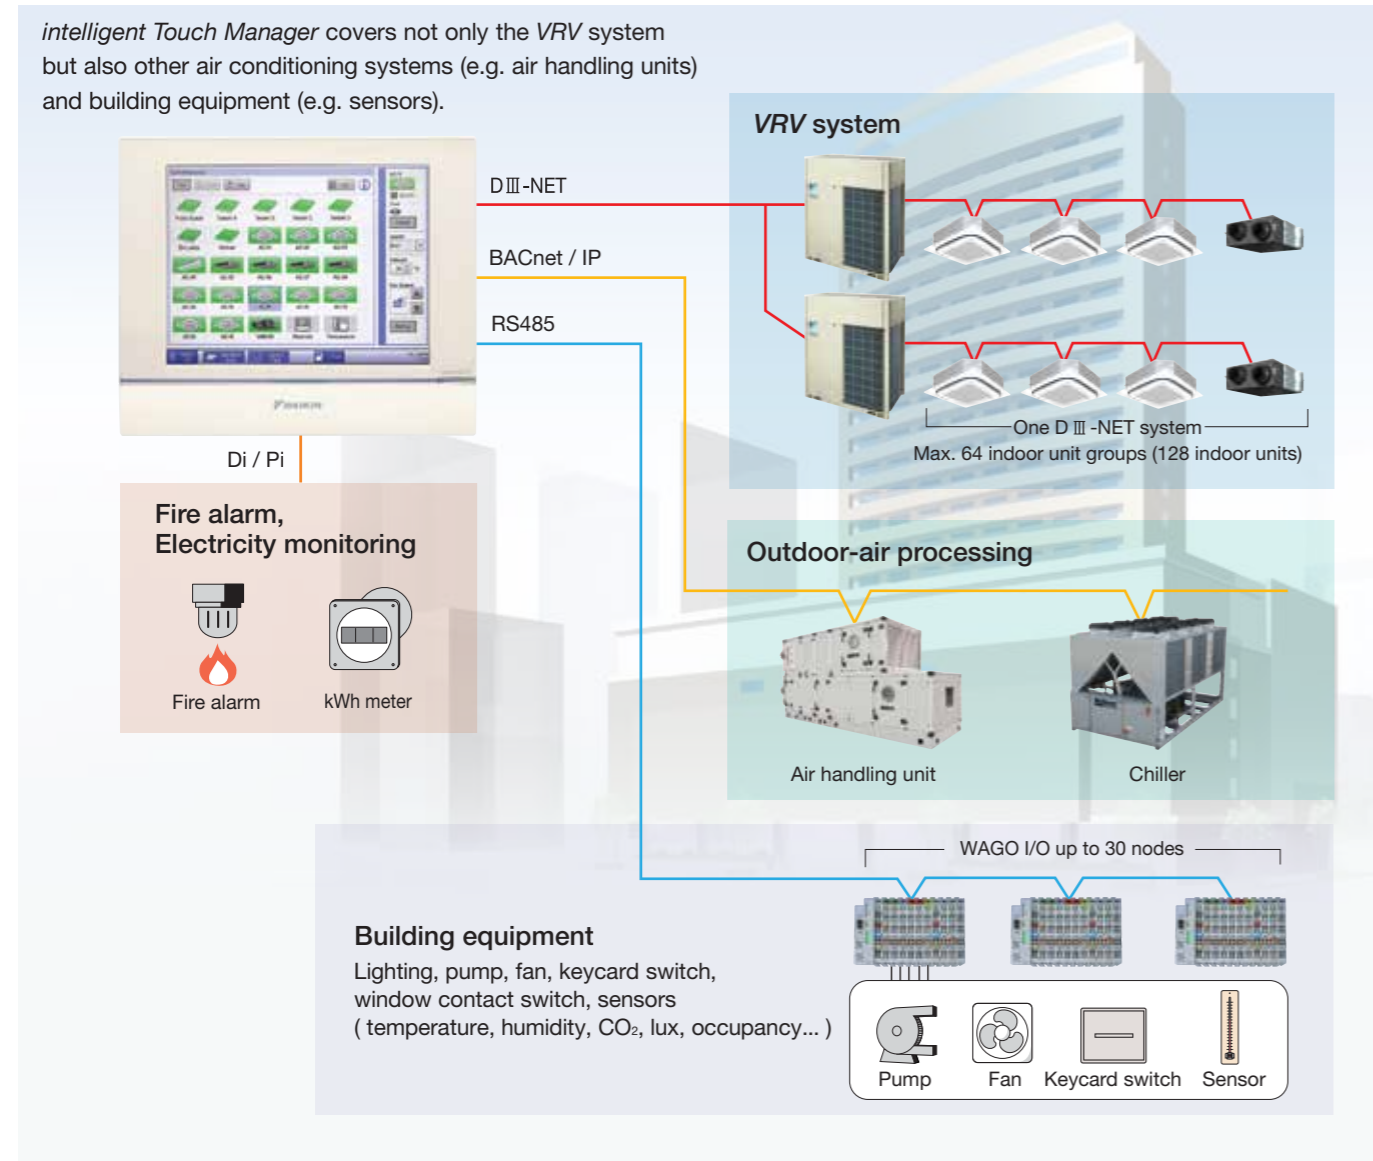 intelligent Touch Manager covers not only the VRV system
but also other air conditioning systems (e.g. air handling units)
and building equipment (e.g. sensors).
VRV system
DⅢ-NET
BACnet / IP
RS485
DAIKIN
One DⅢ-NET system
Max. 64 indoor unit groups (128 indoor units)
Di / Pi
Fire alarm,
Electricity monitoring
Fire alarm
kWh meter
Outdoor-air processing
Air handling unit
Chiller
WAGO I/O up to 30 nodes
Building equipment
Lighting, pump, fan, keycard switch,
window contact switch, sensors
( temperature, humidity, CO₂, lux, occupancy... )
Pump
Fan
Keycard switch
Sensor